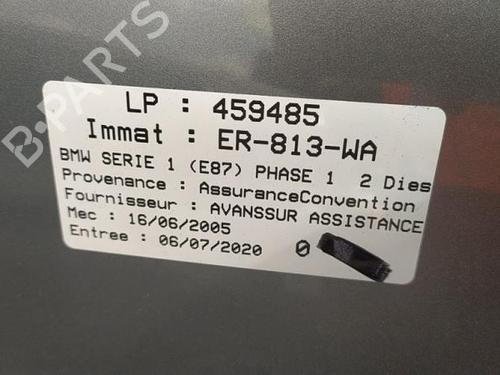 B-PARTS
LP : 459485
Immat : ER-813-WA
BMW SERIE 1 (E87) PHASE 1 2 Dies
Provenance : AssuranceConvention
Fournisseur : AVANSSUR ASSISTANCE
Mec : 16/06/2005
Entree : 06/07/2020 0